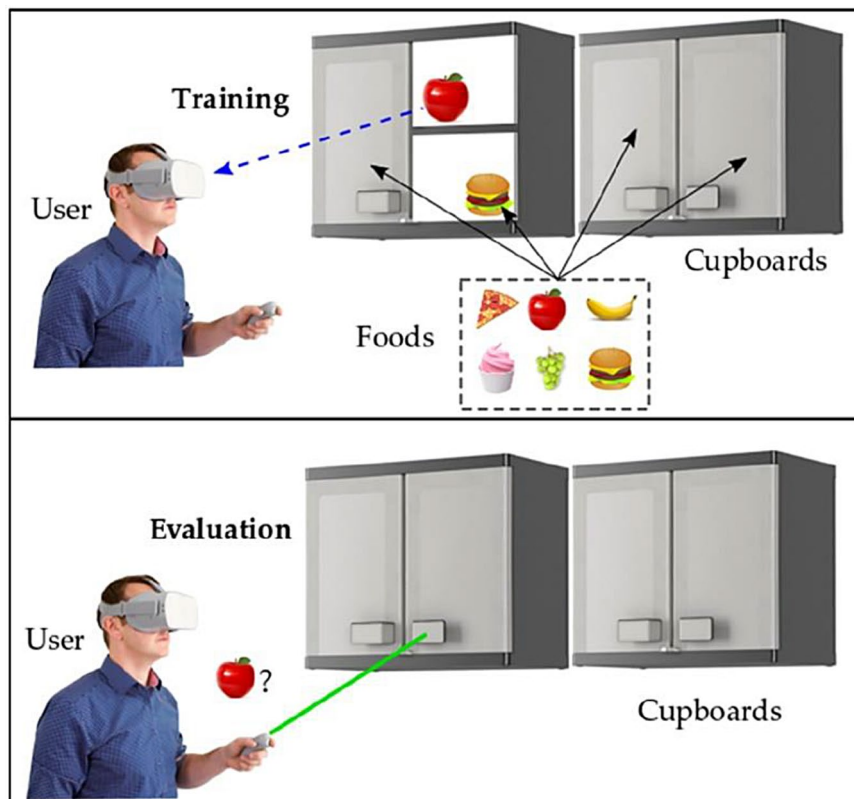 Training
User
Cupboards
Foods
Evaluation
User
?
Cupboards